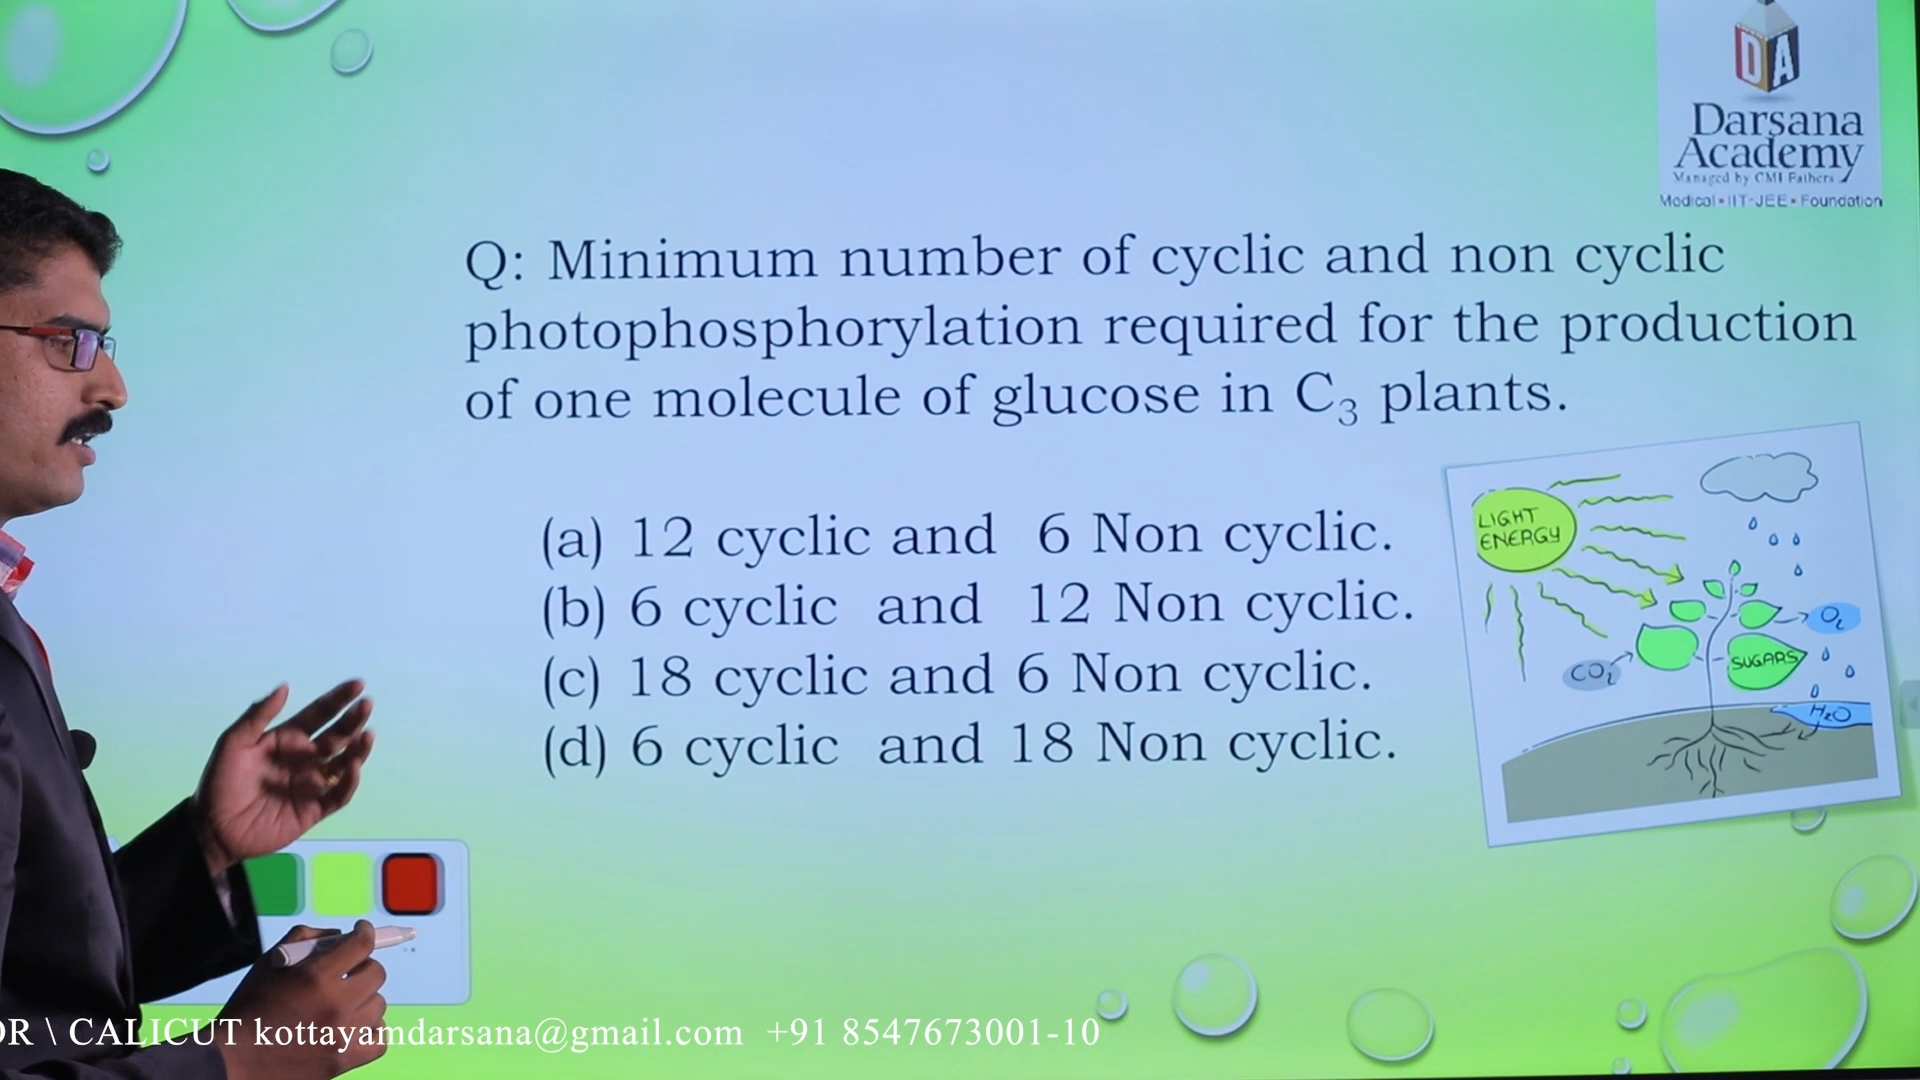 DA
Darsana
Academy
Managed by CMI Fathers
Medical • IIT-JEE • Foundation
Q: Minimum number of cyclic and non cyclic
photophosphorylation required for the production
of one molecule of glucose in C₃ plants.
(a) 12 cyclic and 6 Non cyclic.
(b) 6 cyclic and 12 Non cyclic.
(c) 18 cyclic and 6 Non cyclic.
(d) 6 cyclic and 18 Non cyclic.
LIGHT
ENERGY
O₂
CO₂
SUGARS
H₂O
OR \ CALICUT kottayamdarsana@gmail.com +91 8547673001-10